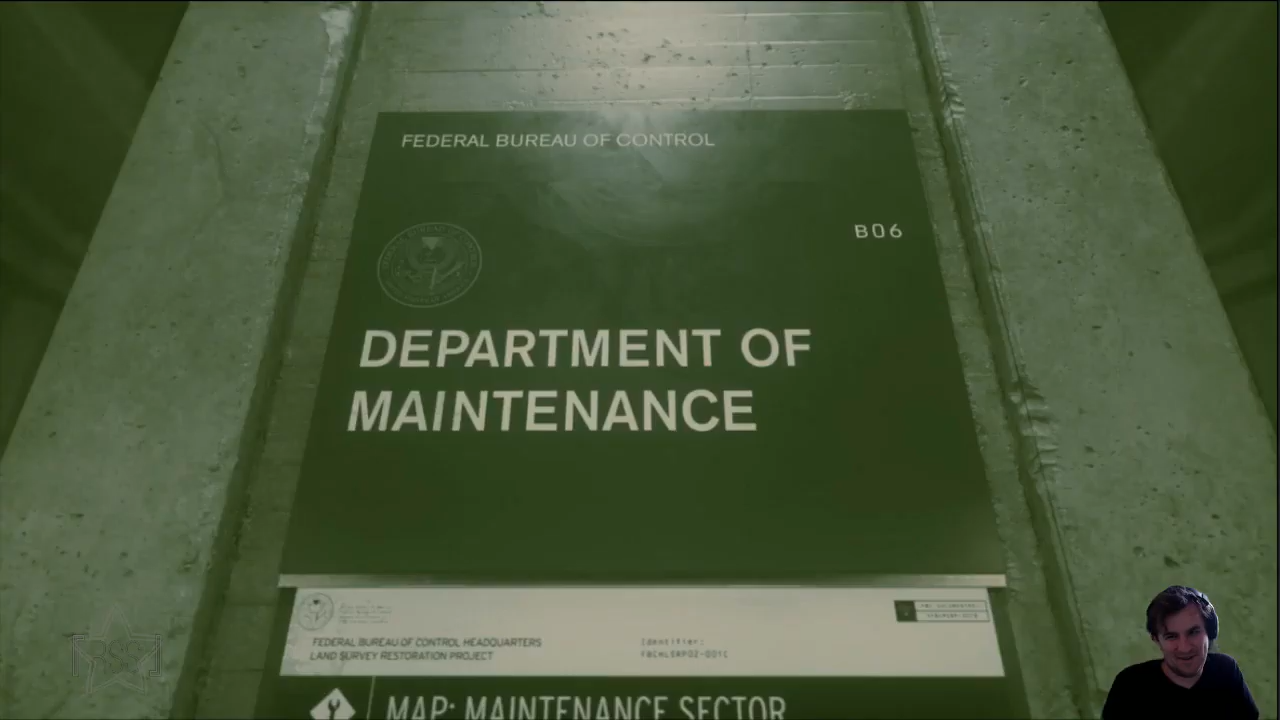 FEDERAL BUREAU OF CONTROL
B06
DEPARTMENT OF
MAINTENANCE
FEDERAL BUREAU OF CONTROL HEADQUARTERS
LAND SURVEY RESTORATION PROJECT
Identifier:
MAP: MAINTENANCE SECTOR